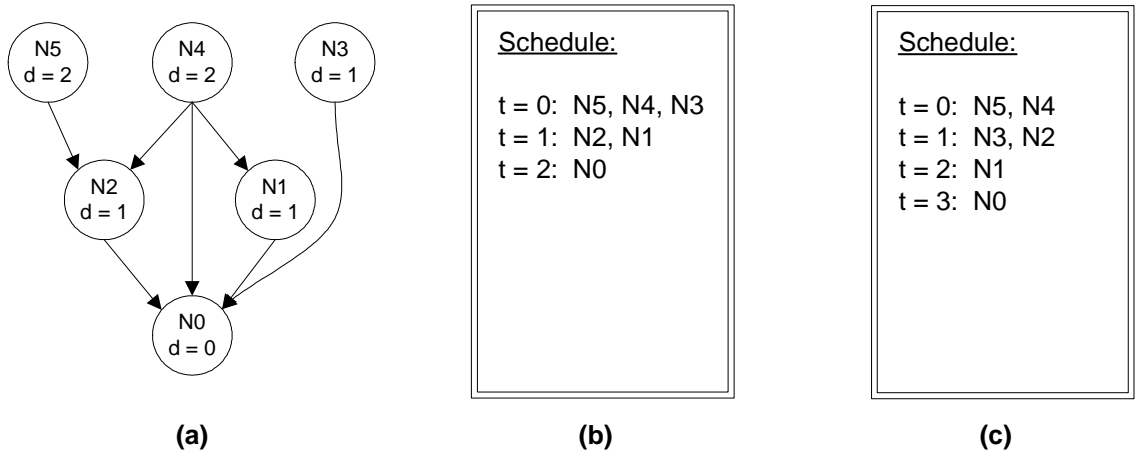 N5
d = 2
N4
d = 2
N3
d = 1
N2
d = 1
N1
d = 1
N0
d = 0
(a)
Schedule:
t = 0: N5, N4, N3
t = 1: N2, N1
t = 2: N0
(b)
Schedule:
t = 0: N5, N4
t = 1: N3, N2
t = 2: N1
t = 3: N0
(c)